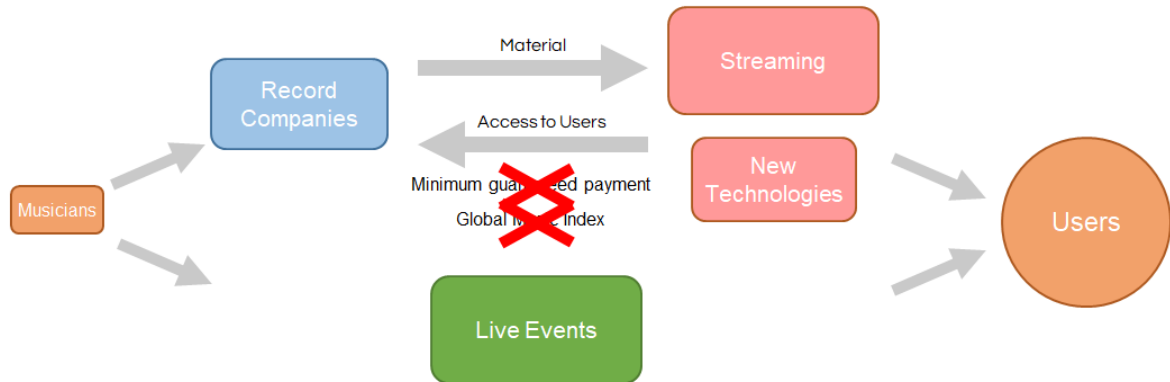 Material
Streaming
Record
Companies
Access to Users
New
Technologies
Minimum payment
Global Index
Musicians
Users
Live Events